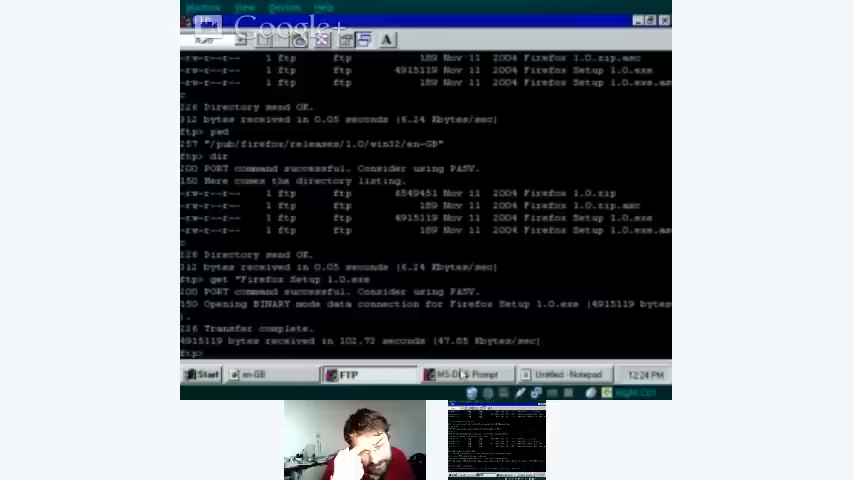 Machine View Devices Help
Google+
Auto A
-rw-r--r-- 1 ftp ftp 189 Nov 11 2004 Firefox 1.0.zip.asc
-rw-r--r-- 1 ftp ftp 4915119 Nov 11 2004 Firefox Setup 1.0.exe
-rw-r--r-- 1 ftp ftp 189 Nov 11 2004 Firefox Setup 1.0.exe.as
c
226 Directory send OK.
312 bytes received in 0.05 seconds (6.24 Kbytes/sec)
ftp> pwd
257 "/pub/firefox/releases/1.0/win32/en-GB"
ftp> dir
200 PORT command successful. Consider using PASV.
150 Here comes the directory listing.
-rw-r--r-- 1 ftp ftp 6549451 Nov 11 2004 Firefox 1.0.zip
-rw-r--r-- 1 ftp ftp 189 Nov 11 2004 Firefox 1.0.zip.asc
-rw-r--r-- 1 ftp ftp 4915119 Nov 11 2004 Firefox Setup 1.0.exe
-rw-r--r-- 1 ftp ftp 189 Nov 11 2004 Firefox Setup 1.0.exe.as
c
226 Directory send OK.
312 bytes received in 0.05 seconds (6.24 Kbytes/sec)
ftp> get "Firefox Setup 1.0.exe
200 PORT command successful. Consider using PASV.
150 Opening BINARY mode data connection for Firefox Setup 1.0.exe (4915119 bytes
).
226 Transfer complete.
4915119 bytes received in 102.72 seconds (47.85 Kbytes/sec)
ftp>
Start en-GB FTP MS-DOS Prompt Untitled - Notepad 12:24 PM
Right Ctrl